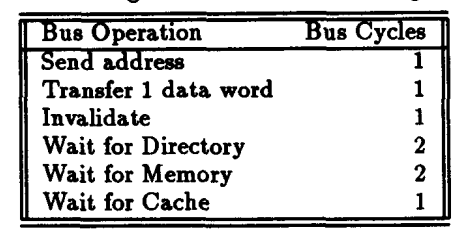 Bus Operation Bus Cycles
Send address 1
Transfer 1 data word 1
Invalidate 1
Wait for Directory 2
Wait for Memory 2
Wait for Cache 1